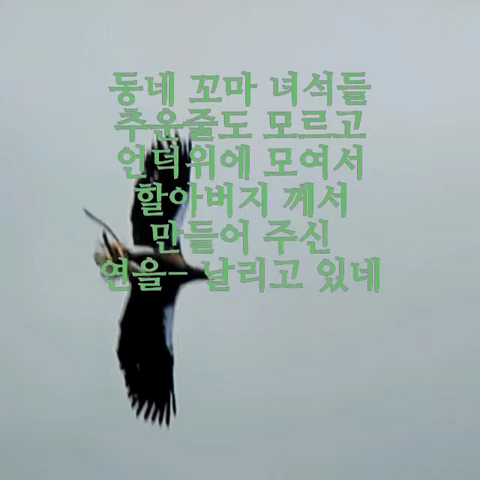 동네 꼬마 녀석들
추운줄도 모르고
언덕위에 모여서
할아버지 께서
만들어 주신
연을- 날리고 있네